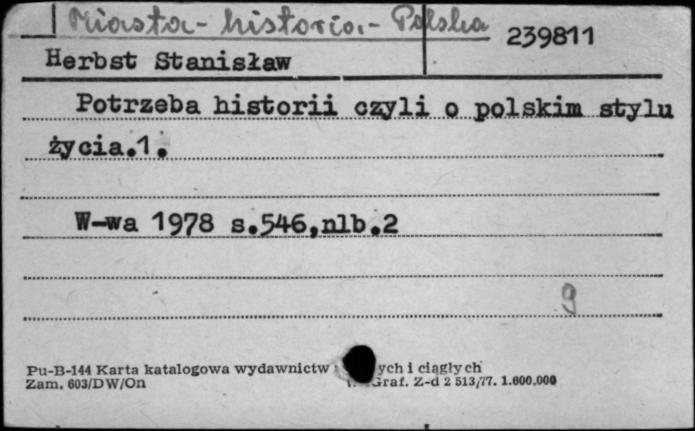 Miasta - historia - Polska
239811
Herbst Stanisław
Potrzeba historii czyli o polskim stylu
życia.1.
W-wa 1978 s.546,nlb.2
9
Pu-B-144 Karta katalogowa wydawnictw ych i ciągłych
Zam. 603/DW/On Graf. Z-d 2 513/77. 1.000.000